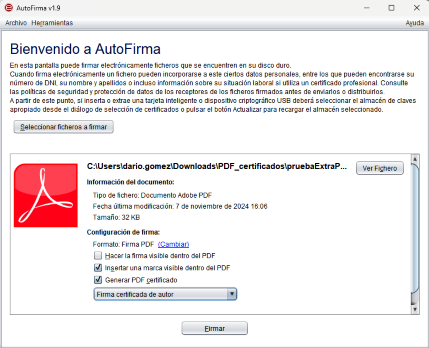 AutoFirma v1.9
Archivo Herramientas Ayuda
Bienvenido a AutoFirma
En esta pantalla puede firmar electrónicamente ficheros que se encuentren en su disco duro.
Cuando firma electrónicamente un fichero pueden incorporarse a este ciertos datos personales, entre los que pueden encontrarse su
número de DNI, su nombre y apellidos o incluso información sobre su situación laboral si utiliza un certificado profesional. Consulte
las políticas de seguridad y protección de datos de los receptores de los ficheros firmados antes de enviarlos o distribuirlos.
A partir de este punto, si inserta o extrae una tarjeta inteligente o dispositivo criptográfico USB deberá seleccionar el almacén de claves
apropiado desde el diálogo de Selección de certificados o pulsar el botón Actualizar para recargar el almacén seleccionado.
Seleccionar ficheros a firmar
C:\Users\dario.gomez\Downloads\PDF_certificados\pruebaExtraP...
Ver Fichero
Información del documento:
Tipo de fichero: Documento Adobe PDF
Fecha última modificación: 7 de noviembre de 2024 16:06
Tamaño: 32 KB
Configuración de firma:
Formato: Firma PDF (Cambiar)
Hacer la firma visible dentro del PDF
Insertar una marca visible dentro del PDF
Generar PDF certificado
Firma certificada de autor
Firmar